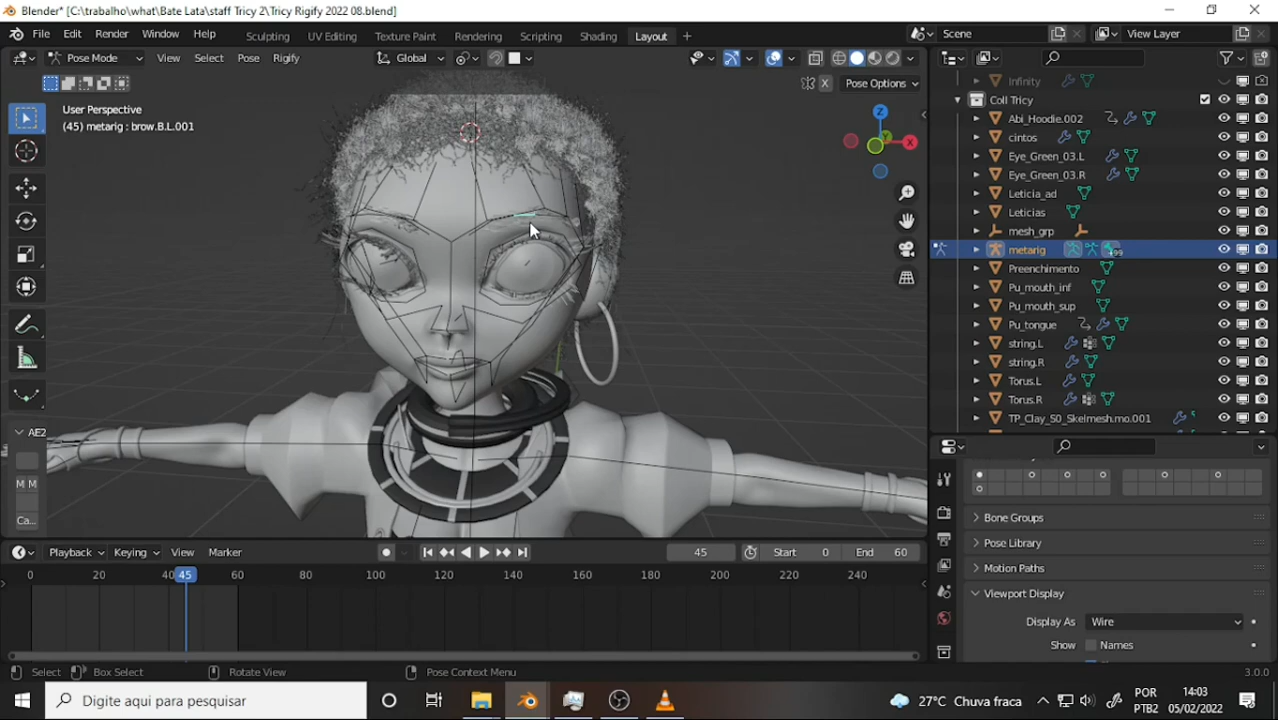 Blender* [C:\trabalho\what\Bate Lata\staff Tricy 2\Tricy Rigify 2022 08.blend]
File Edit Render Window Help Sculpting UV Editing Texture Paint Rendering Scripting Shading Layout + Scene View Layer
Pose Mode View Select Pose Rigify Global
X Pose Options
User Perspective
(45) metarig : brow.B.L.001
Z
X
Infinity
Coll Tricy
Abi_Hoodie.002
cintos
Eye_Green_03.L
Eye_Green_03.R
Leticia_ad
Leticias
mesh_grp
metarig
99
Preenchimento
Pu_mouth_inf
Pu_mouth_sup
Pu_tongue
string.L
string.R
Torus.L
Torus.R
TP_Clay_S0_Skelmesh.mo.001
AE2
M M
Ca...
Bone Groups
Pose Library
Motion Paths
Viewport Display
Display As Wire
Show Names
Playback Keying View Marker 45 Start 0 End 60
0 20 40 45 60 80 100 120 140 160 180 200 220 240
Select Box Select Rotate View Pose Context Menu 3.0.0
Digite aqui para pesquisar
27°C Chuva fraca
POR
PTB2
14:03
05/02/2022